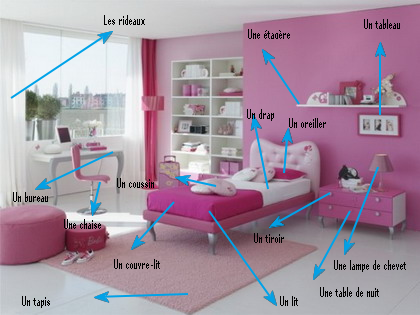 Les rideaux
Un tableau
Une étagère
Un drap
Un oreiller
Un coussin
Un bureau
Une chaise
Un tiroir
Un couvre-lit
Une lampe de chevet
Une table de nuit
Un lit
Un tapis